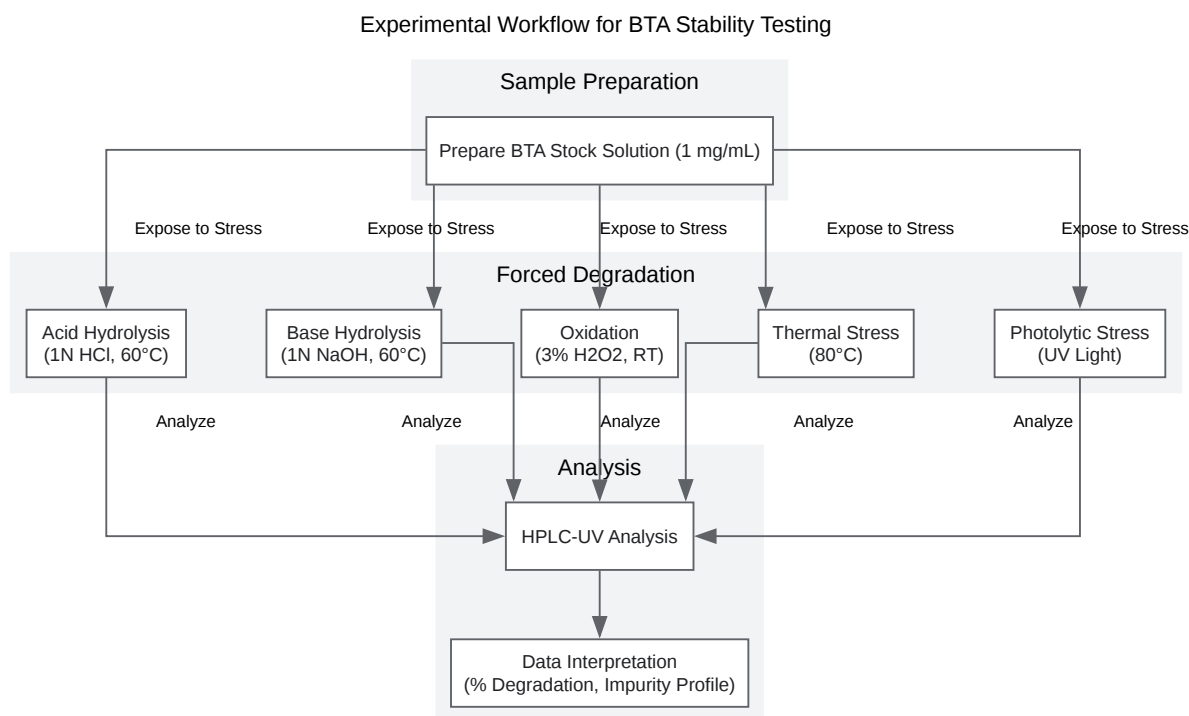 Experimental Workflow for BTA Stability Testing
Sample Preparation
Prepare BTA Stock Solution (1 mg/mL)
Expose to Stress
Expose to Stress
Expose to Stress
Expose to Stress
Expose to Stress
Forced Degradation
Acid Hydrolysis
(1N HCl, 60°C)
Base Hydrolysis
(1N NaOH, 60°C)
Oxidation
(3% H2O2, RT)
Thermal Stress
(80°C)
Photolytic Stress
(UV Light)
Analyze
Analyze
Analyze
Analyze
Analyze
Analysis
HPLC-UV Analysis
Data Interpretation
(% Degradation, Impurity Profile)